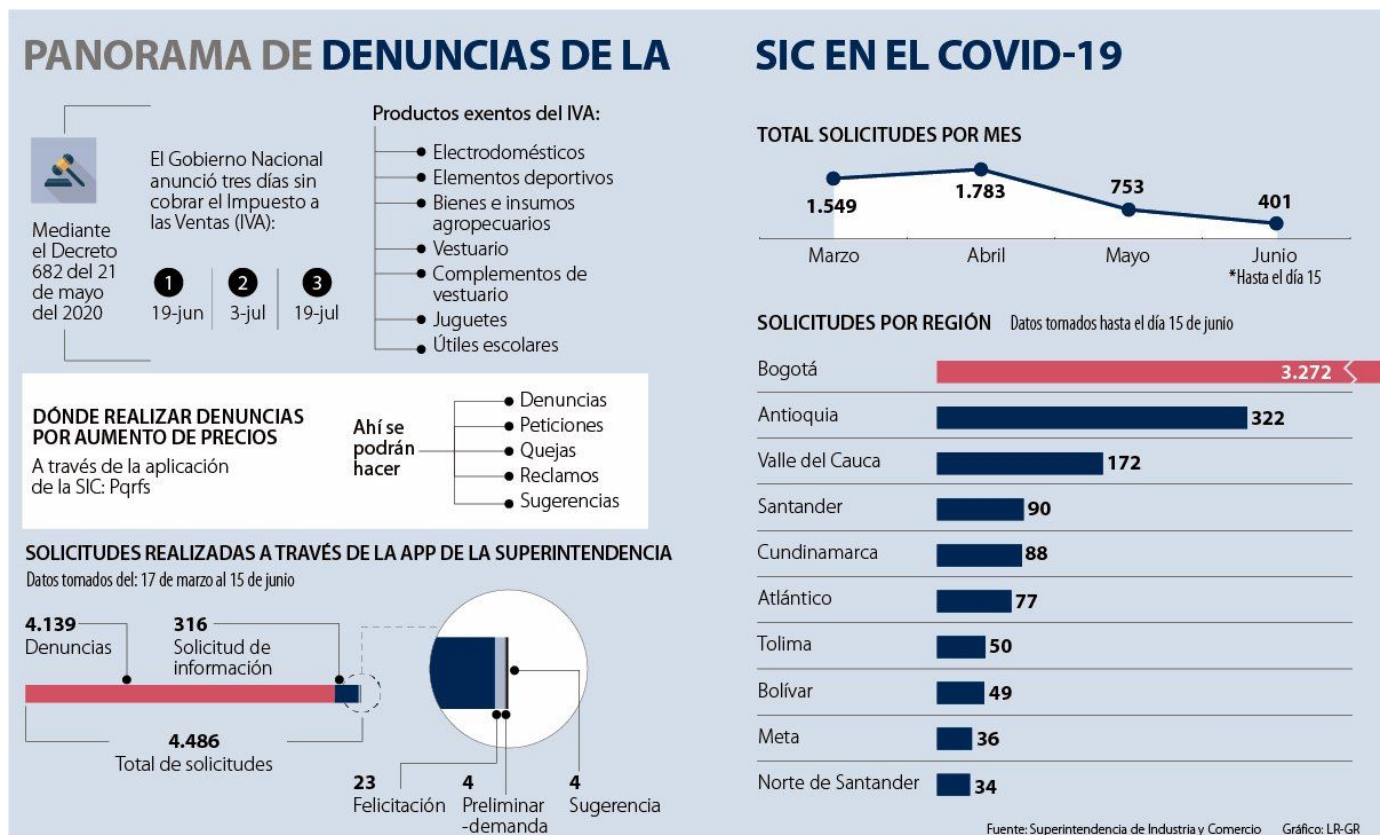 PANORAMA DE DENUNCIAS DE LA SIC EN EL COVID-19
Mediante
el Decreto
682 del 21
de mayo
del 2020
El Gobierno Nacional
anunció tres días sin
cobrar el Impuesto a
las Ventas (IVA):
1 2 3
19-jun 3-jul 19-jul
Productos exentos del IVA:
Electrodomésticos
Elementos deportivos
Bienes e insumos
agropecuarios
Vestuario
Complementos de
vestuario
Juguetes
Útiles escolares
DÓNDE REALIZAR DENUNCIAS
POR AUMENTO DE PRECIOS
A través de la aplicación
de la SIC: Pqrfs
Ahí se
podrán
hacer
Denuncias
Peticiones
Quejas
Reclamos
Sugerencias
SOLICITUDES REALIZADAS A TRAVÉS DE LA APP DE LA SUPERINTENDENCIA
Datos tomados del: 17 de marzo al 15 de junio
4.139
Denuncias
316
Solicitud de
información
4.486
Total de solicitudes
23
Felicitación
4
Preliminar
-demanda
4
Sugerencia
TOTAL SOLICITUDES POR MES
1.549
1.783
753
401
Marzo Abril Mayo Junio
*Hasta el día 15
SOLICITUDES POR REGIÓN Datos tomados hasta el día 15 de junio
Bogotá 3.272
Antioquia 322
Valle del Cauca 172
Santander 90
Cundinamarca 88
Atlántico 77
Tolima 50
Bolívar 49
Meta 36
Norte de Santander 34
Fuente: Superintendencia de Industria y Comercio Gráfico: LR-GR